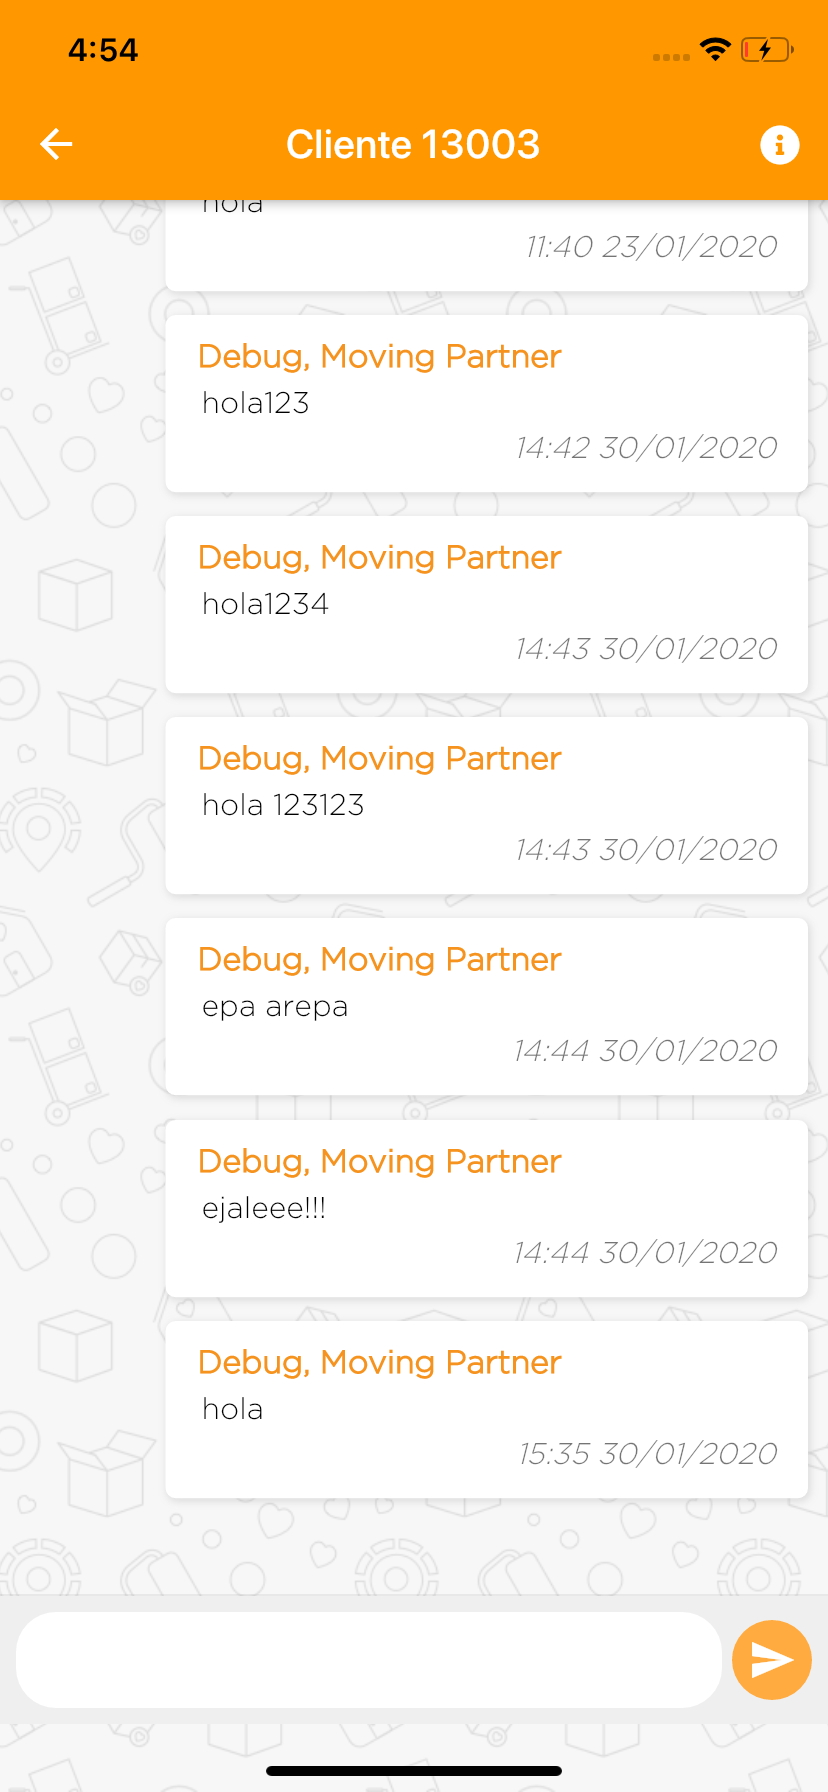 4:54
Cliente 13003
hola
11:40 23/01/2020
Debug, Moving Partner
hola123
14:42 30/01/2020
Debug, Moving Partner
hola1234
14:43 30/01/2020
Debug, Moving Partner
hola 123123
14:43 30/01/2020
Debug, Moving Partner
epa arepa
14:44 30/01/2020
Debug, Moving Partner
ejaleee!!!
14:44 30/01/2020
Debug, Moving Partner
hola
15:35 30/01/2020